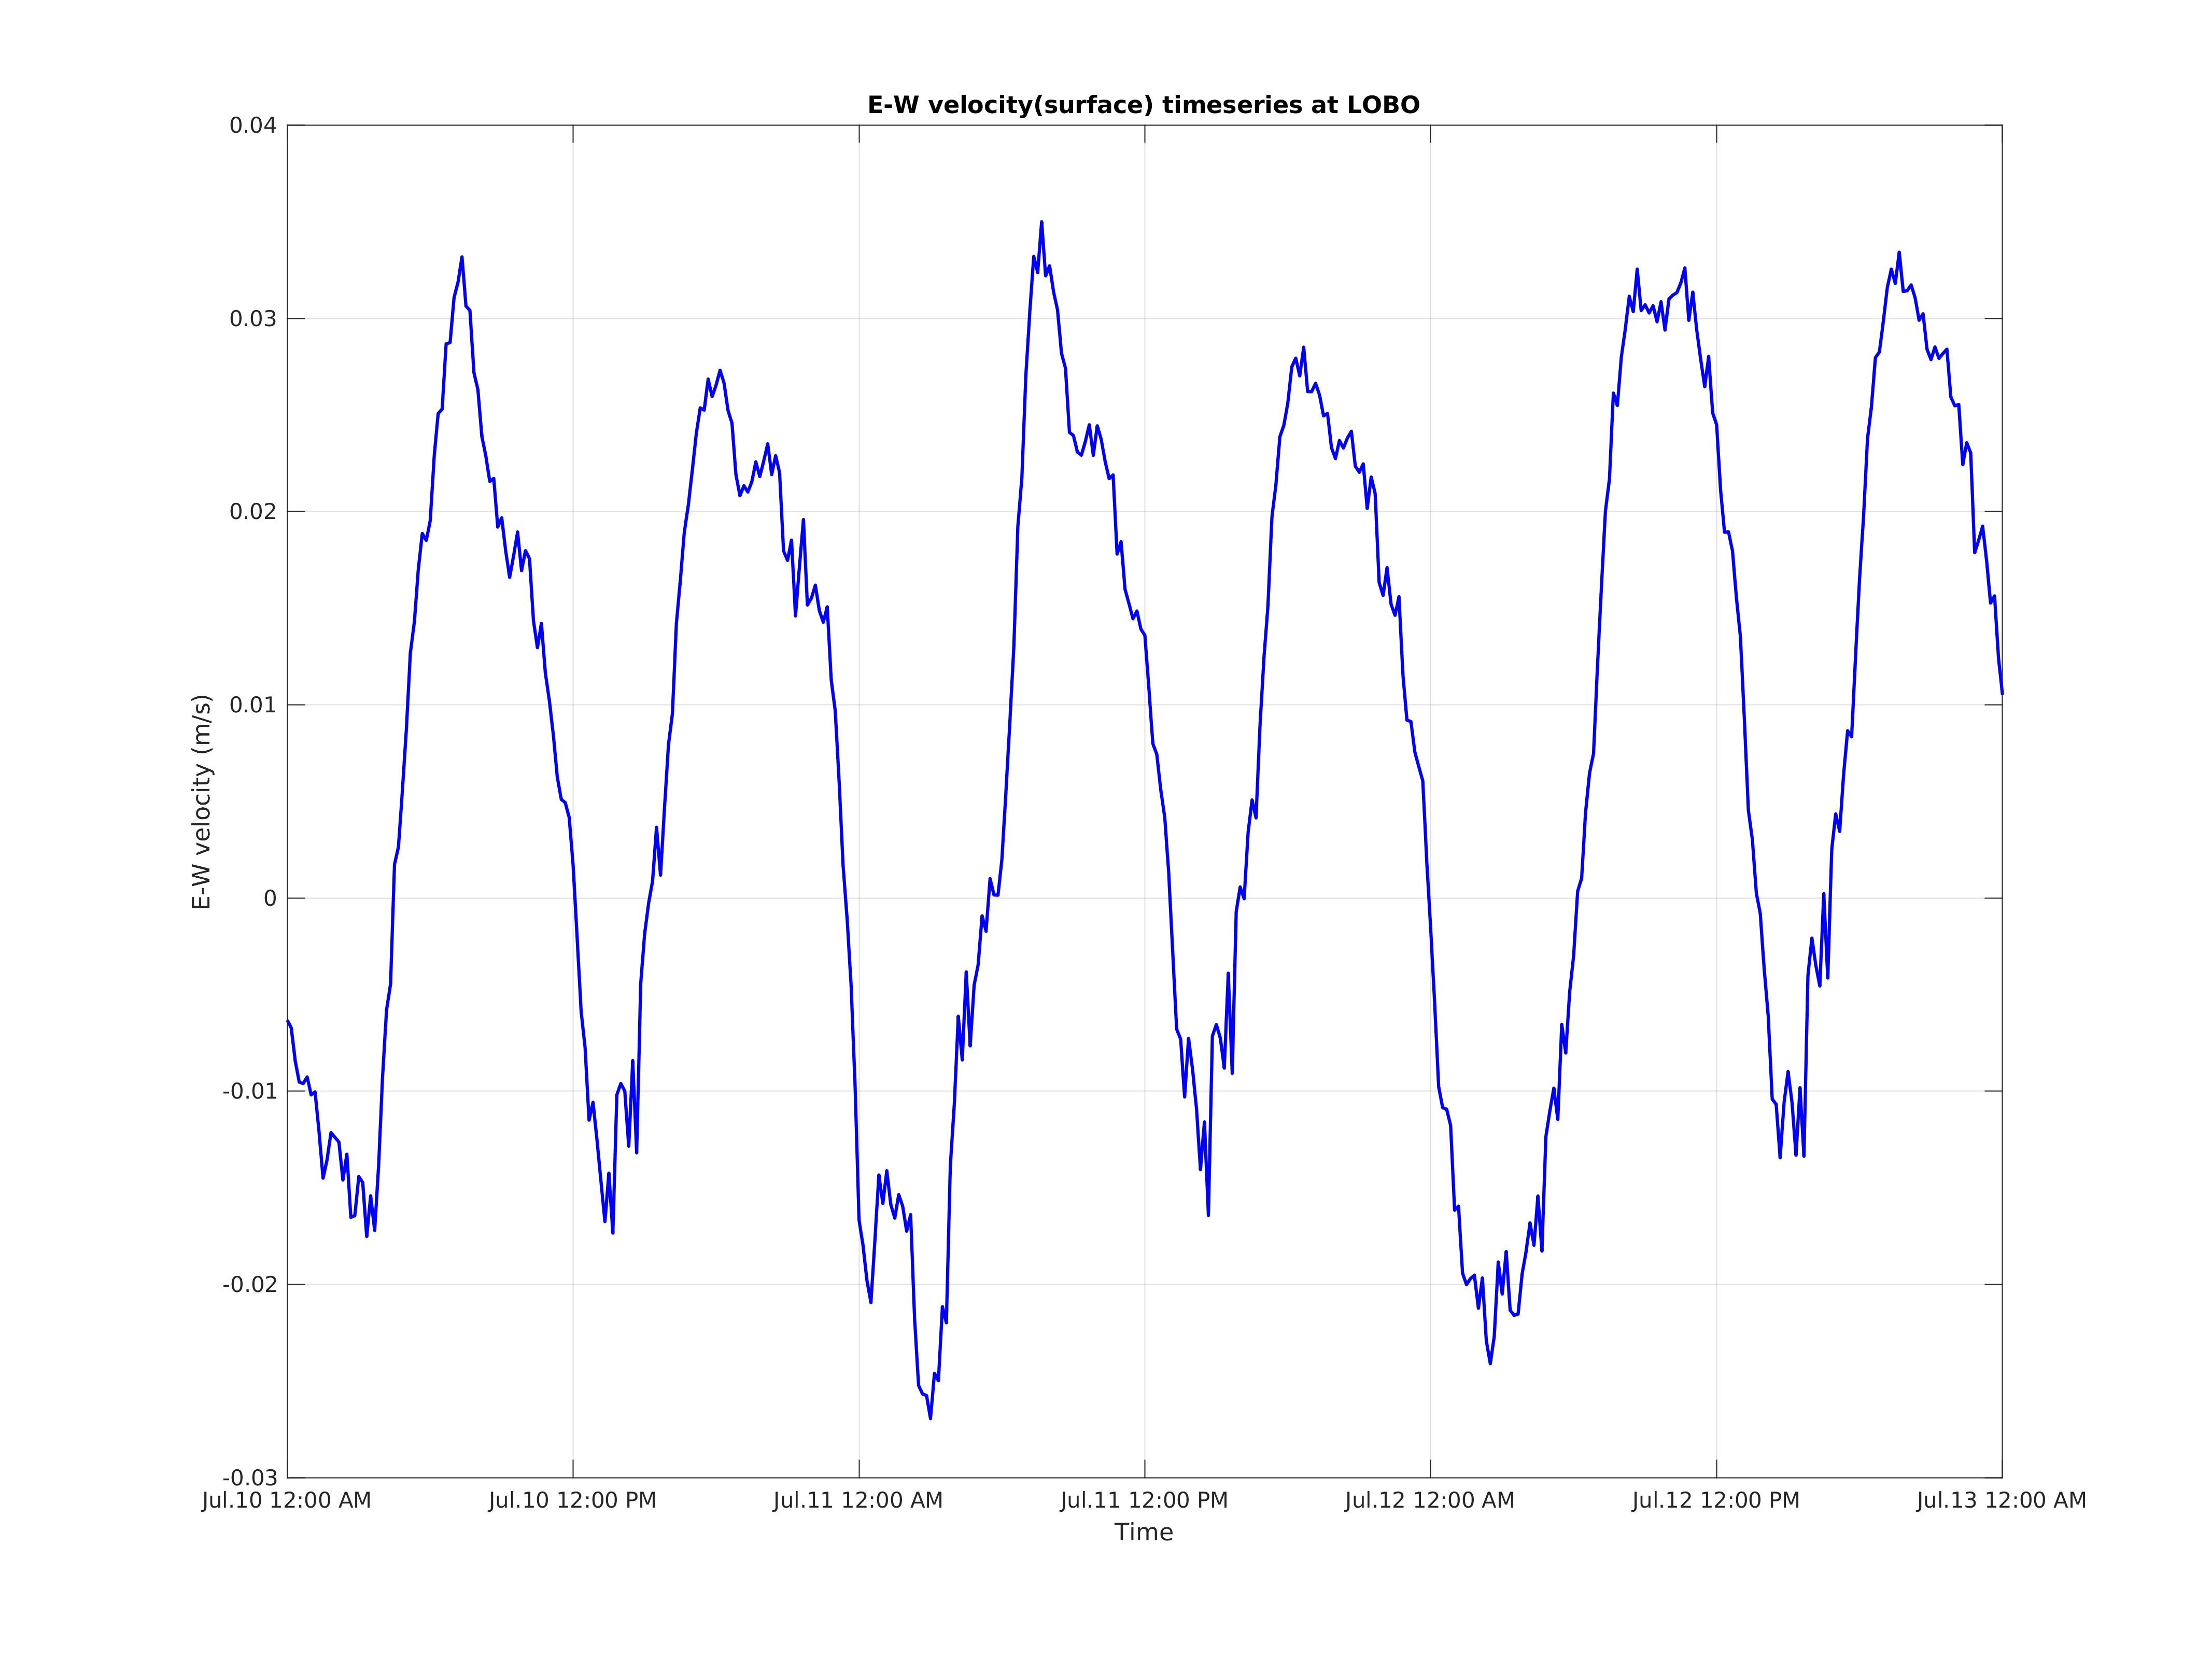 E-W velocity(surface) timeseries at LOBO
0.04
0.03
0.02
0.01
0
-0.01
-0.02
-0.03
E-W velocity (m/s)
Jul.10 12:00 AM
Jul.10 12:00 PM
Jul.11 12:00 AM
Jul.11 12:00 PM
Jul.12 12:00 AM
Jul.12 12:00 PM
Jul.13 12:00 AM
Time